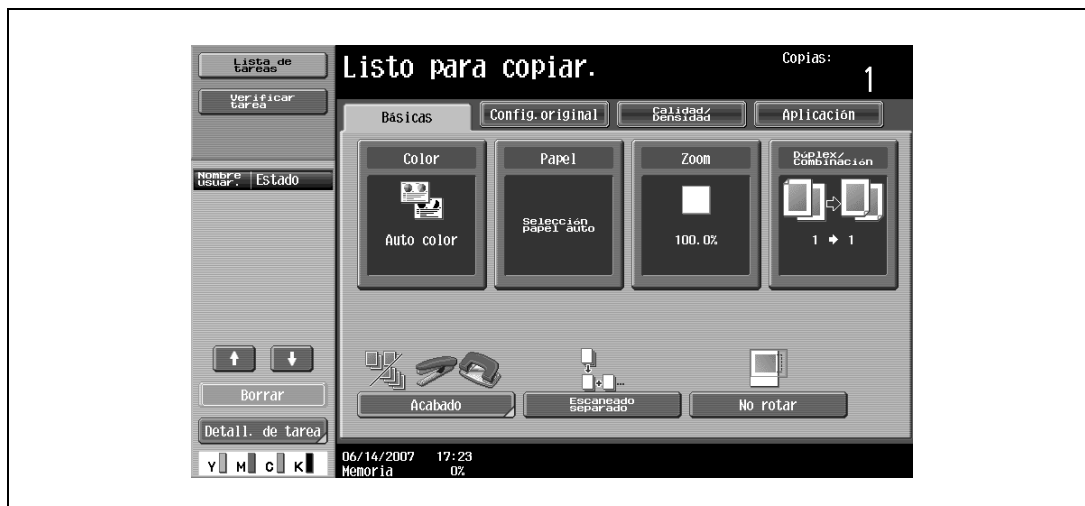 Lista de
tareas
Verificar
tarea
Nombre
usuar.
Estado
Borrar
Detall. de tarea
Y M C K
Listo para copiar.
Copias:
1
Básicas
Config.original
Calidad/
Densidad
Aplicación
Color
Auto color
Papel
Selección
papel auto
Zoom
100.0%
Dúplex/
Combinación
1 → 1
Acabado
Escaneado
separado
No rotar
06/14/2007 17:23
Memoria 0%